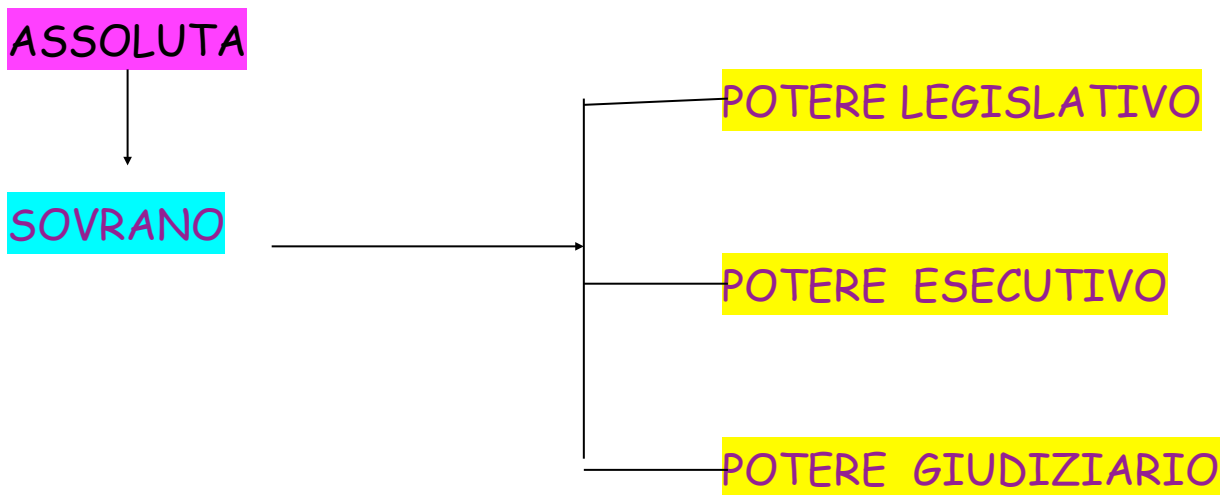 ASSOLUTA
POTERE LEGISLATIVO
SOVRANO
POTERE ESECUTIVO
POTERE GIUDIZIARIO